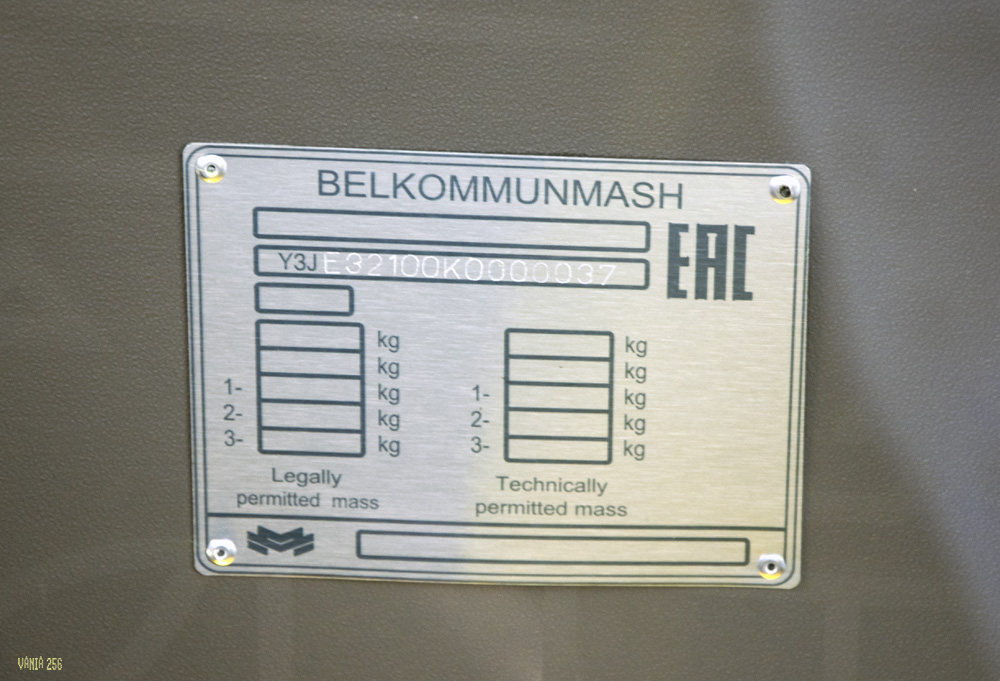 BELKOMMUNMASH
EAC
Y3JE32100K0000037
kg kg
kg kg
1- kg 1- kg
2- kg 2- kg
3- kg 3- kg
Legally Technically
permitted mass permitted mass
VANIA 256